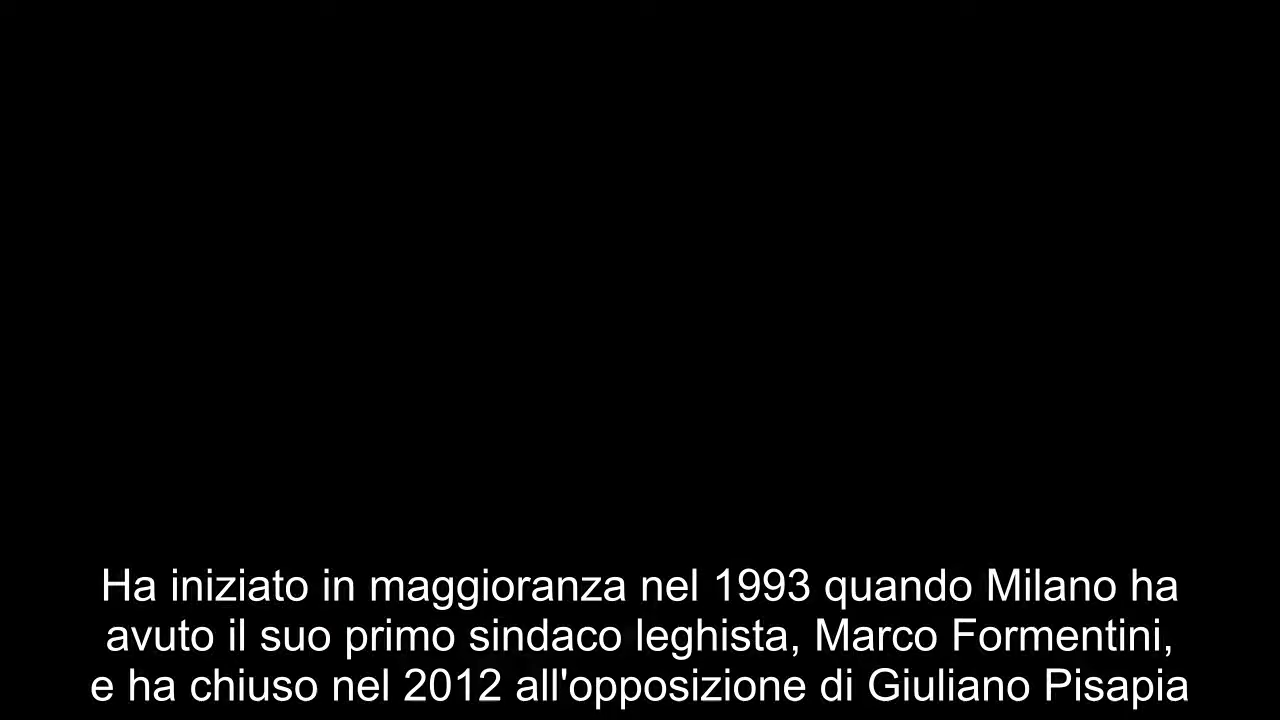 Ha iniziato in maggioranza nel 1993 quando Milano ha
avuto il suo primo sindaco leghista, Marco Formentini,
e ha chiuso nel 2012 all'opposizione di Giuliano Pisapia